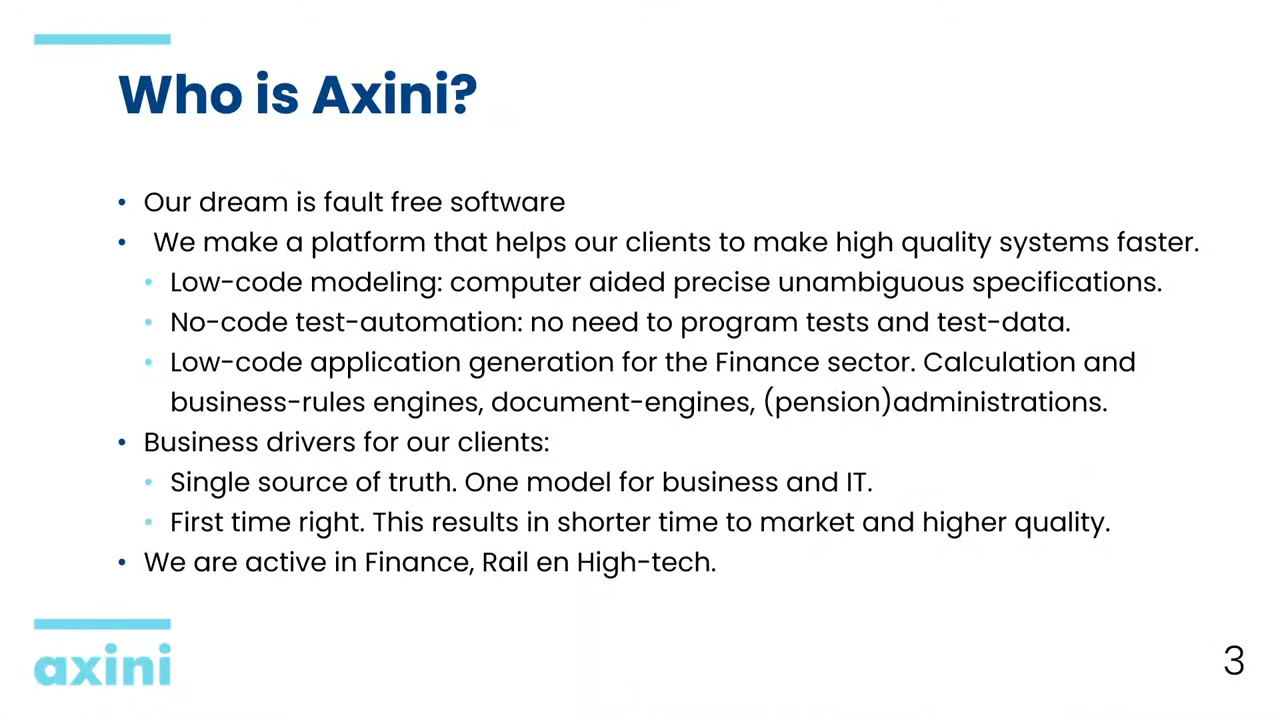 Who is Axini?
• Our dream is fault free software
• We make a platform that helps our clients to make high quality systems faster.
• Low-code modeling: computer aided precise unambiguous specifications.
• No-code test-automation: no need to program tests and test-data.
• Low-code application generation for the Finance sector. Calculation and
business-rules engines, document-engines, (pension)administrations.
• Business drivers for our clients:
• Single source of truth. One model for business and IT.
• First time right. This results in shorter time to market and higher quality.
• We are active in Finance, Rail en High-tech.
axini
3